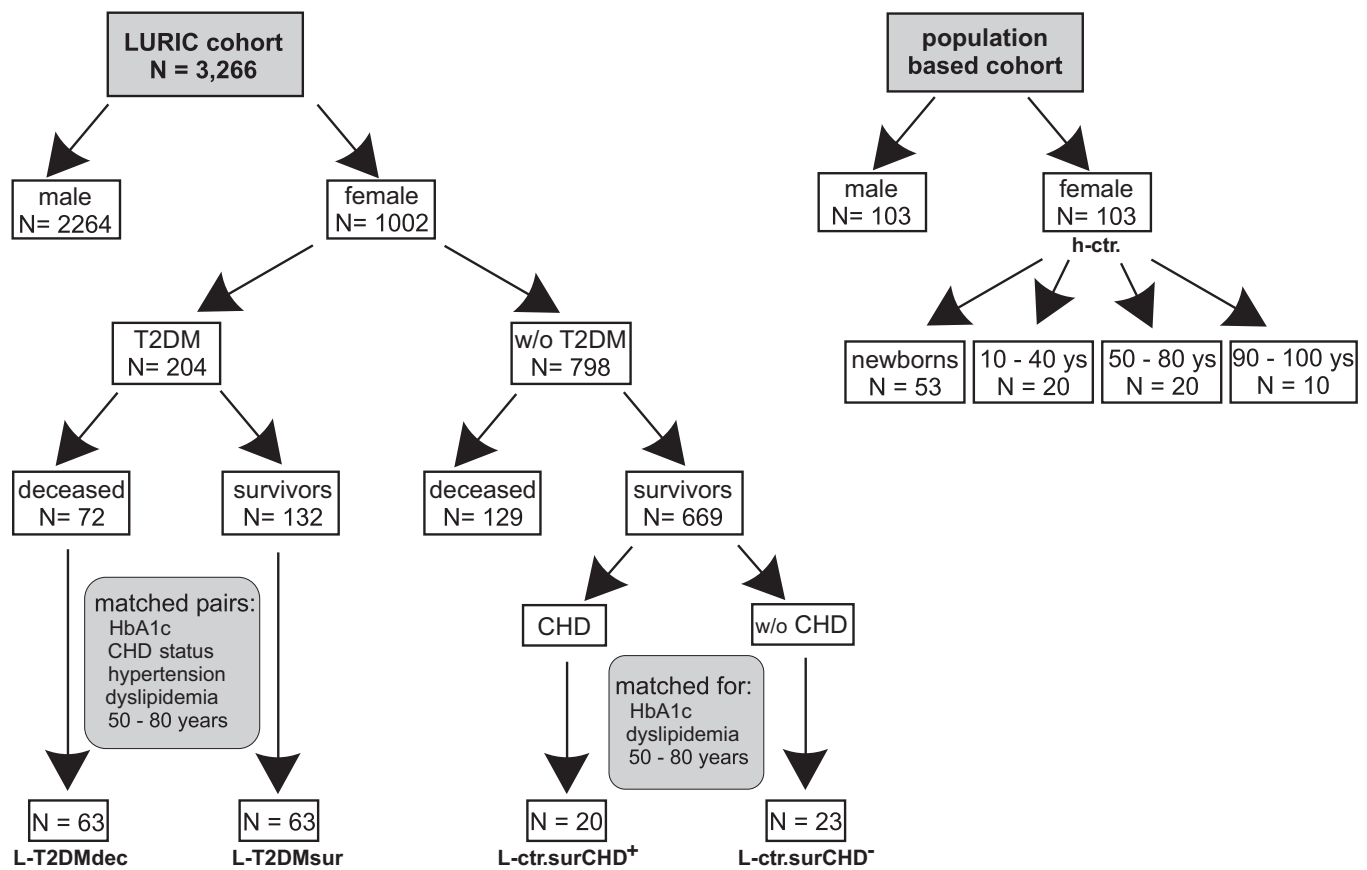 LURIC cohort
N = 3,266
male
N= 2264
female
N= 1002
T2DM
N= 204
w/o T2DM
N= 798
deceased
N= 72
survivors
N= 132
deceased
N= 129
survivors
N= 669
matched pairs:
HbA1c
CHD status
hypertension
dyslipidemia
50 - 80 years
CHD
w/o CHD
matched for:
HbA1c
dyslipidemia
50 - 80 years
N = 63
L-T2DMdec
N = 63
L-T2DMsur
N = 20
L-ctr.surCHD⁺
N = 23
L-ctr.surCHD⁻
population
based cohort
male
N= 103
female
N= 103
h-ctr.
newborns
N = 53
10 - 40 ys
N = 20
50 - 80 ys
N = 20
90 - 100 ys
N = 10